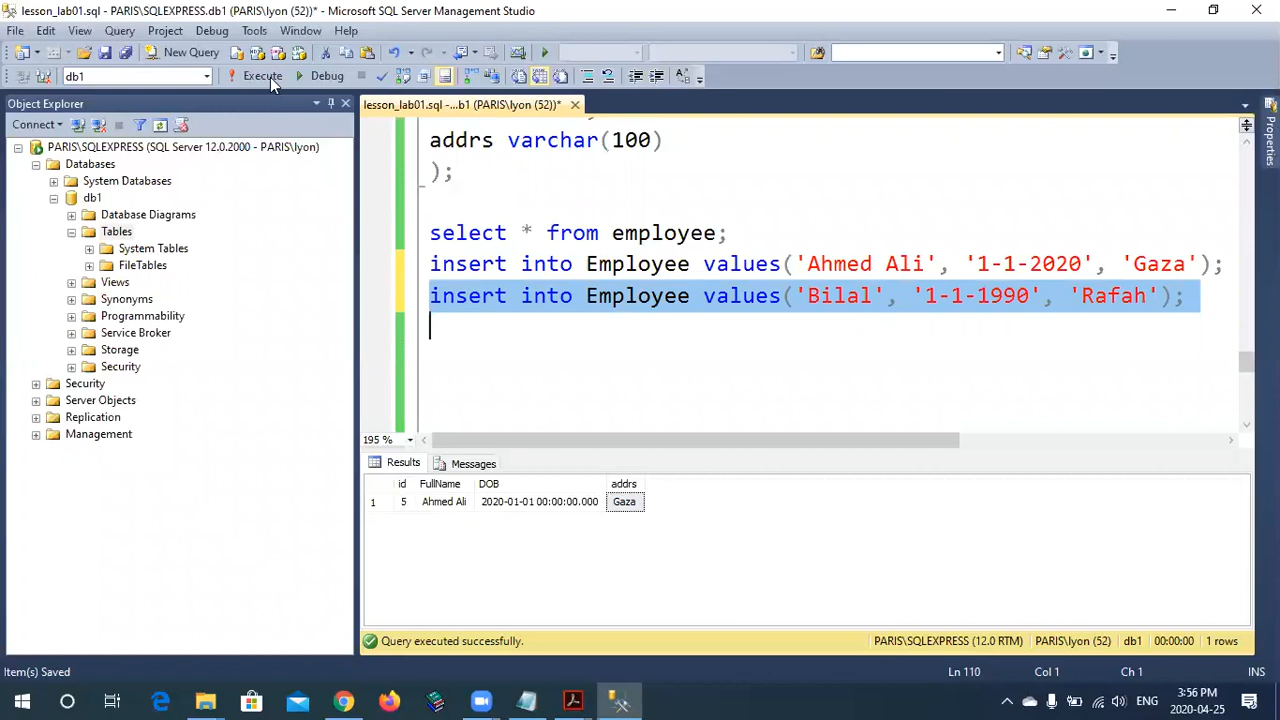 lesson_lab01.sql - PARIS\SQLEXPRESS.db1 (PARIS\lyon (52))* - Microsoft SQL Server Management Studio
File Edit View Query Project Debug Tools Window Help
New Query
db1 Execute Debug
Object Explorer
lesson_lab01.sql -...b1 (PARIS\lyon (52))*
Properties
Connect
PARIS\SQLEXPRESS (SQL Server 12.0.2000 - PARIS\lyon)
Databases
System Databases
db1
Database Diagrams
Tables
System Tables
FileTables
Views
Synonyms
Programmability
Service Broker
Storage
Security
Security
Server Objects
Replication
Management
addrs varchar(100)
);
select * from employee;
insert into Employee values('Ahmed Ali', '1-1-2020', 'Gaza');
insert into Employee values('Bilal', '1-1-1990', 'Rafah');
195 %
Results Messages
id FullName DOB addrs
1 5 Ahmed Ali 2020-01-01 00:00:00.000 Gaza
Query executed successfully. PARIS\SQLEXPRESS (12.0 RTM) PARIS\lyon (52) db1 00:00:00 1 rows
Item(s) Saved Ln 110 Col 1 Ch 1 INS
ENG 3:56 PM
2020-04-25